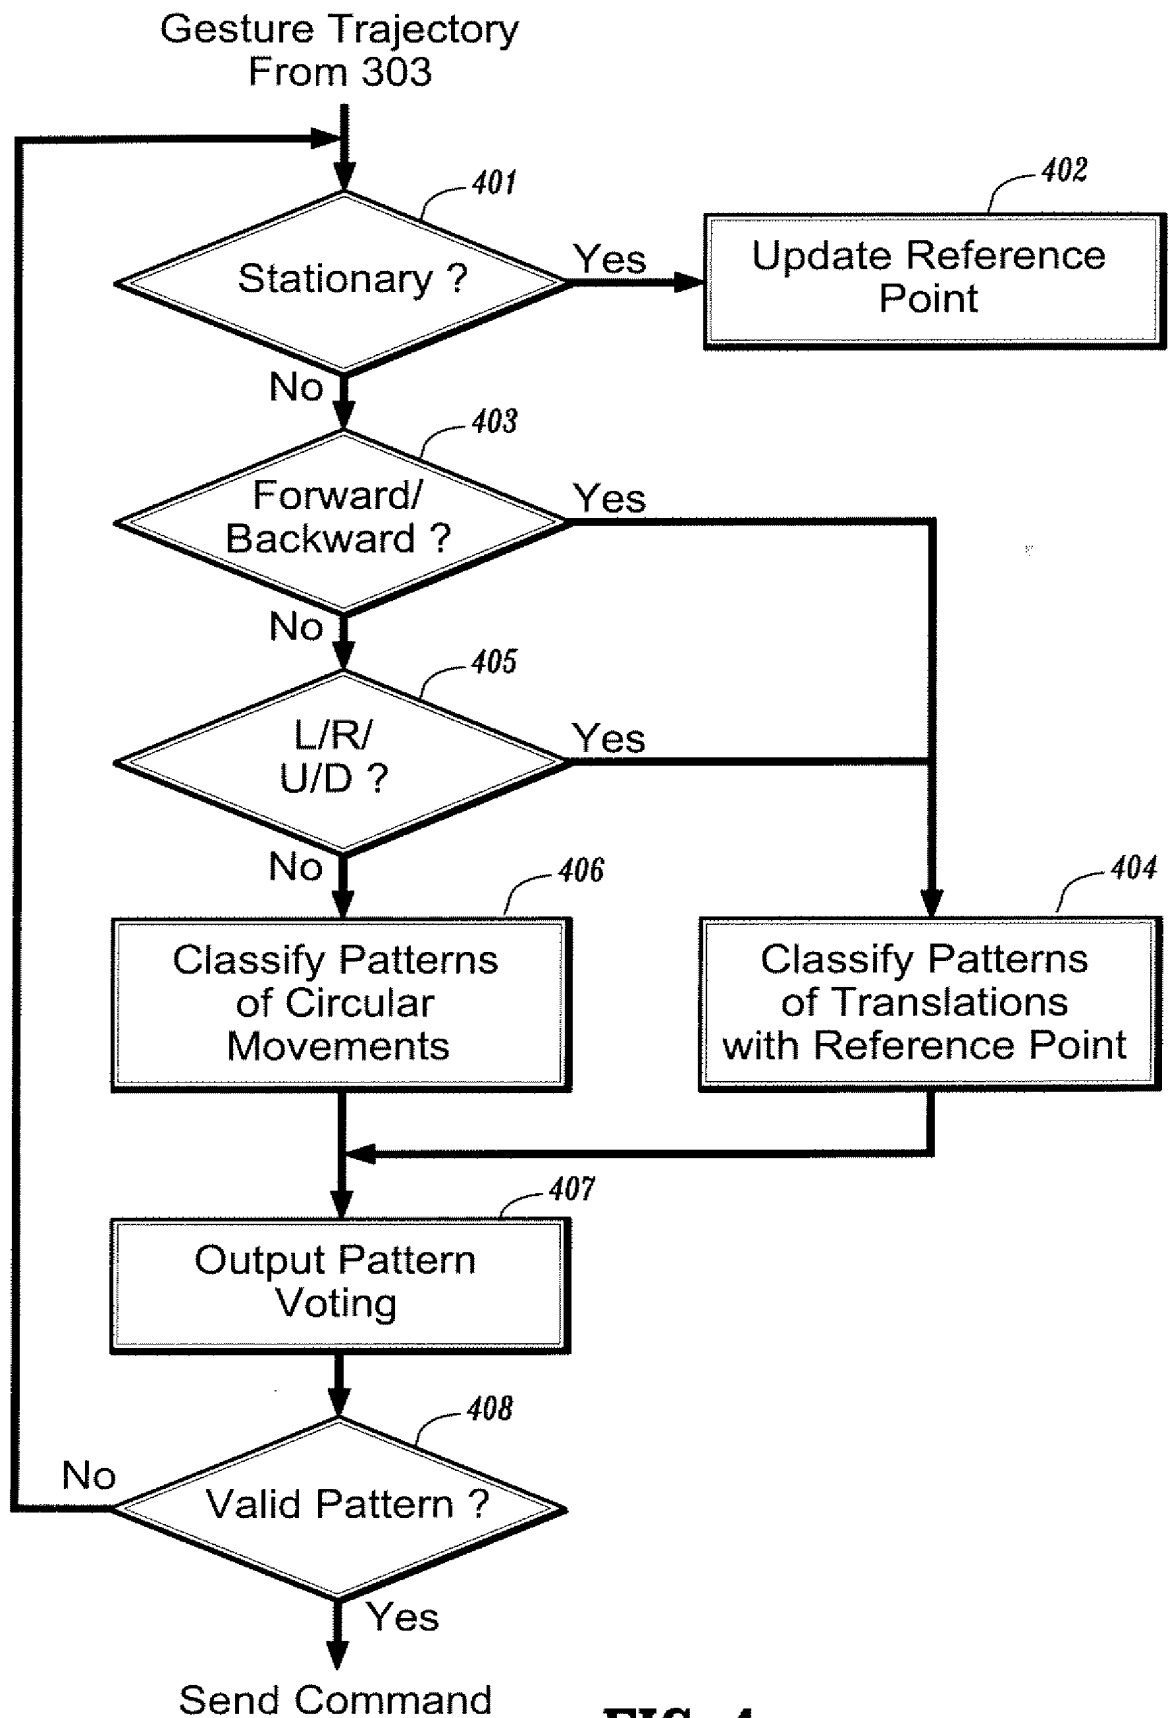 Gesture Trajectory
From 303
401
Stationary ?
Yes
402
Update Reference
Point
No
403
Forward/
Backward ?
Yes
No
405
L/R/
U/D ?
Yes
No
406
Classify Patterns
of Circular
Movements
404
Classify Patterns
of Translations
with Reference Point
407
Output Pattern
Voting
408
Valid Pattern ?
No
Yes
Send Command
FIG. 4